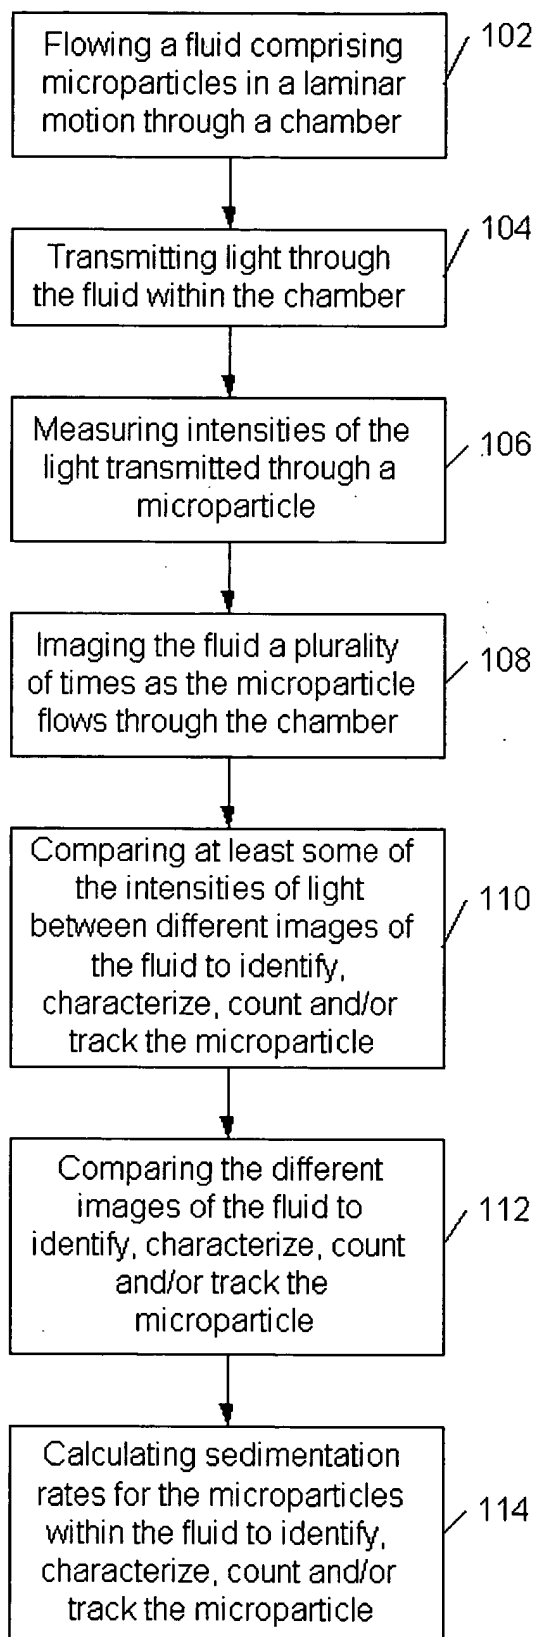 Flowing a fluid comprising
microparticles in a laminar
motion through a chamber
102
Transmitting light through
the fluid within the chamber
104
Measuring intensities of the
light transmitted through a
microparticle
106
Imaging the fluid a plurality
of times as the microparticle
flows through the chamber
108
Comparing at least some of
the intensities of light
between different images of
the fluid to identify,
characterize, count and/or
track the microparticle
110
Comparing the different
images of the fluid to
identify, characterize, count
and/or track the
microparticle
112
Calculating sedimentation
rates for the microparticles
within the fluid to identify,
characterize, count and/or
track the microparticle
114